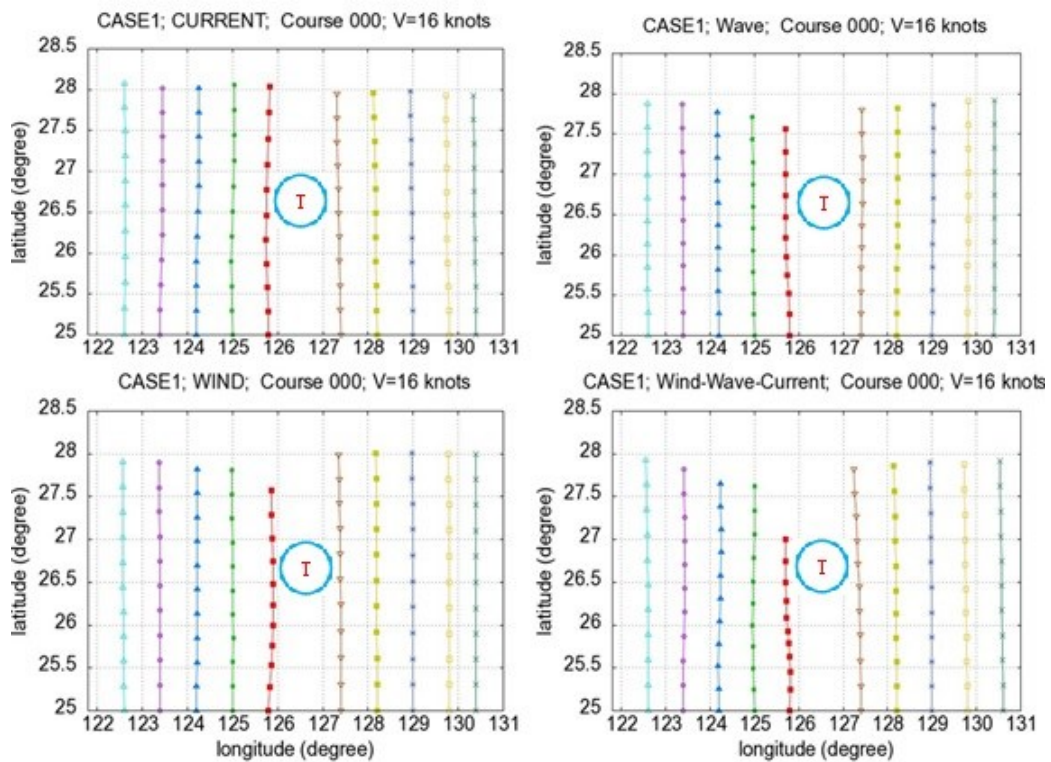 CASE1; CURRENT; Course 000; V=16 knots
28.5
28
27.5
27
26.5
26
25.5
25
latitude (degree)
T
122 123 124 125 126 127 128 129 130 131
CASE1; Wave; Course 000; V=16 knots
28.5
28
27.5
27
26.5
26
25.5
25
latitude (degree)
T
122 123 124 125 126 127 128 129 130 131
CASE1; WIND; Course 000; V=16 knots
28.5
28
27.5
27
26.5
26
25.5
25
latitude (degree)
T
122 123 124 125 126 127 128 129 130 131
longitude (degree)
CASE1; Wind-Wave-Current; Course 000; V=16 knots
28.5
28
27.5
27
26.5
26
25.5
25
latitude (degree)
T
122 123 124 125 126 127 128 129 130 131
longitude (degree)